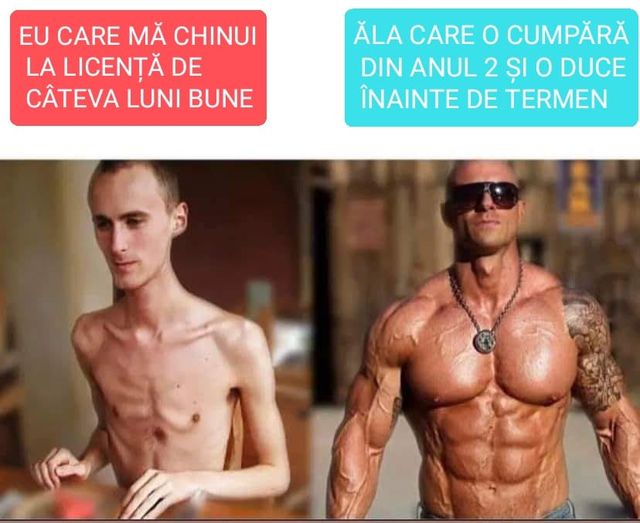 EU CARE MĂ CHINUI
LA LICENȚĂ DE
CÂTEVA LUNI BUNE
ĂLA CARE O CUMPĂRĂ
DIN ANUL 2 ȘI O DUCE
ÎNAINTE DE TERMEN